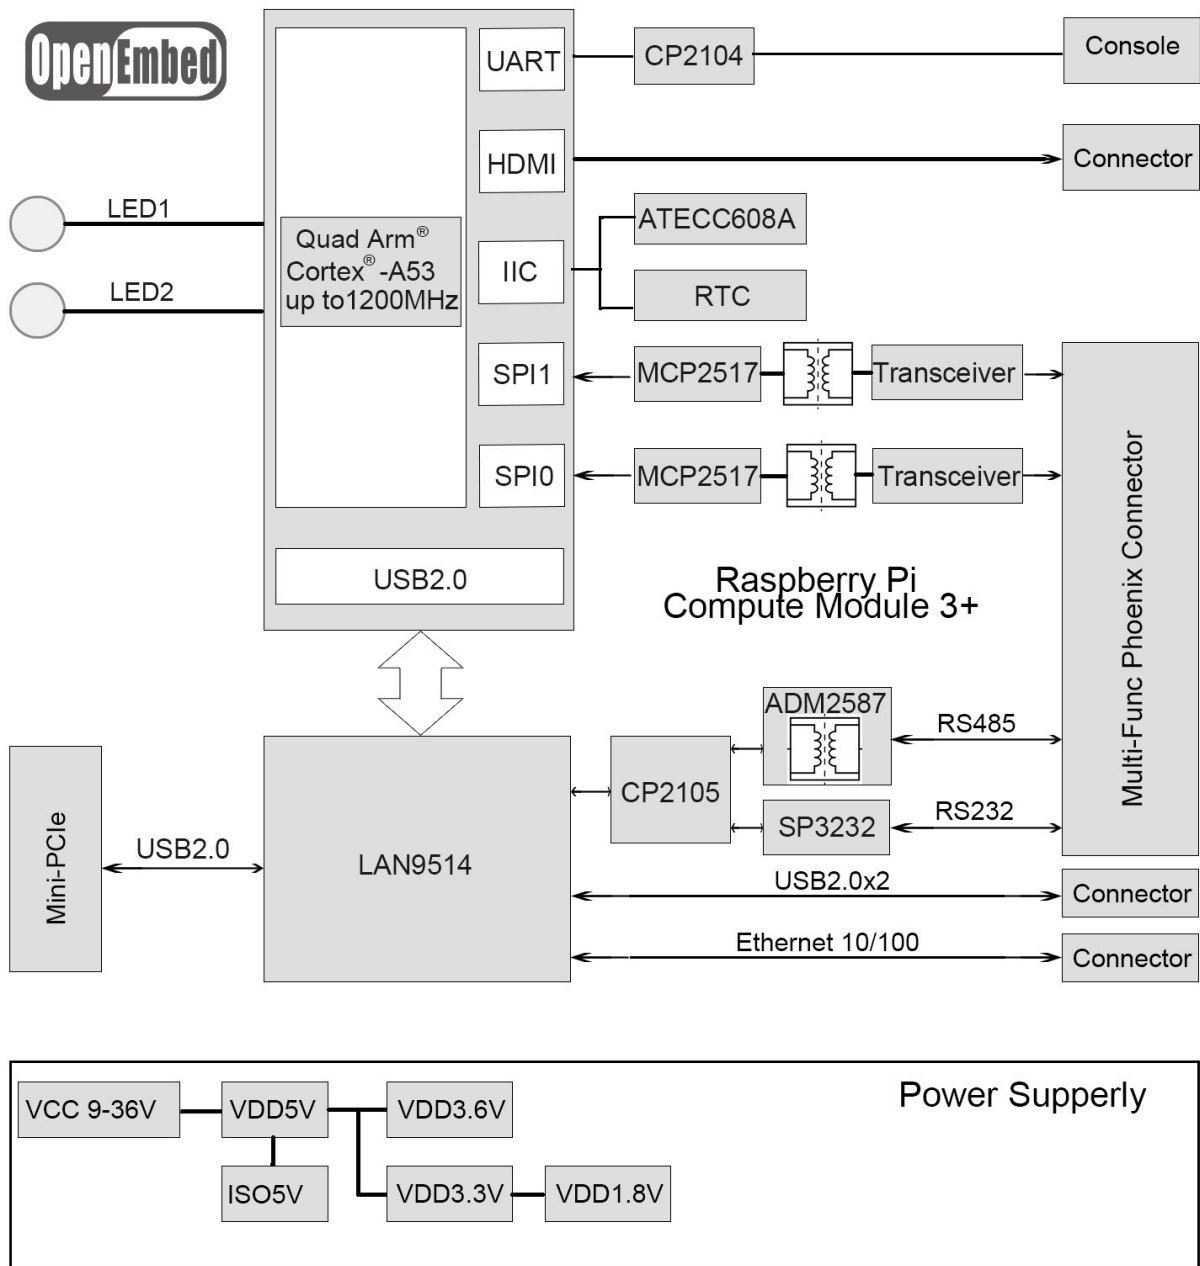 OpenEmbed
UART
CP2104
Console
HDMI
Connector
LED1
ATECC608A
Quad Arm®
Cortex® -A53
up to1200MHz
IIC
LED2
RTC
SPI1
MCP2517
Transceiver
SPI0
MCP2517
Transceiver
Multi-Func Phoenix Connector
USB2.0
Raspberry Pi
Compute Module 3+
ADM2587
RS485
CP2105
SP3232
RS232
Mini-PCIe
USB2.0
LAN9514
USB2.0x2
Connector
Ethernet 10/100
Connector
Power Supperly
VCC 9-36V
VDD5V
VDD3.6V
ISO5V
VDD3.3V
VDD1.8V